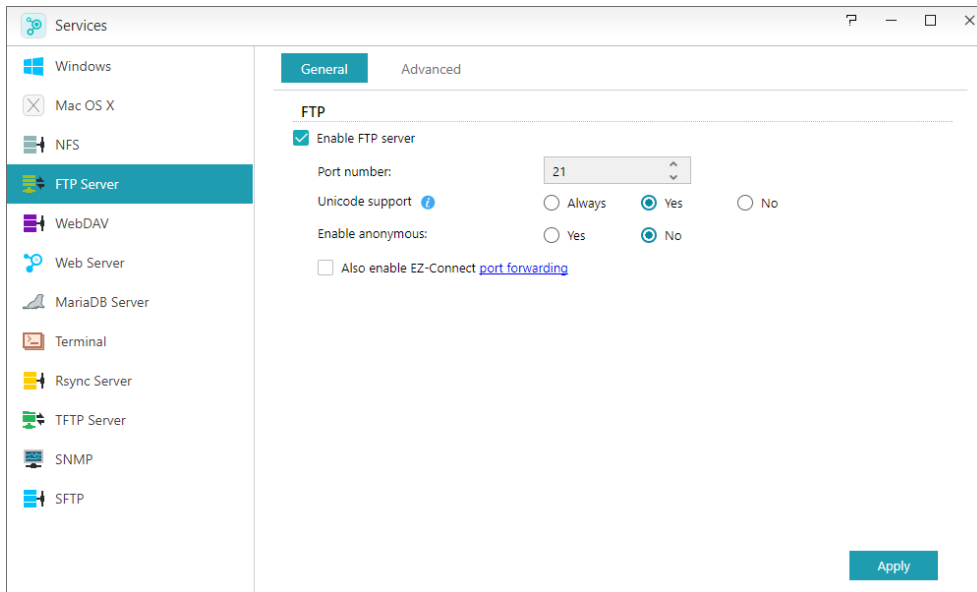 Services
Windows
Mac OS X
NFS
FTP Server
WebDAV
Web Server
MariaDB Server
Terminal
Rsync Server
TFTP Server
SNMP
SFTP
General Advanced
FTP
Enable FTP server
Port number: 21
Unicode support Always Yes No
Enable anonymous: Yes No
Also enable EZ-Connect port forwarding
Apply